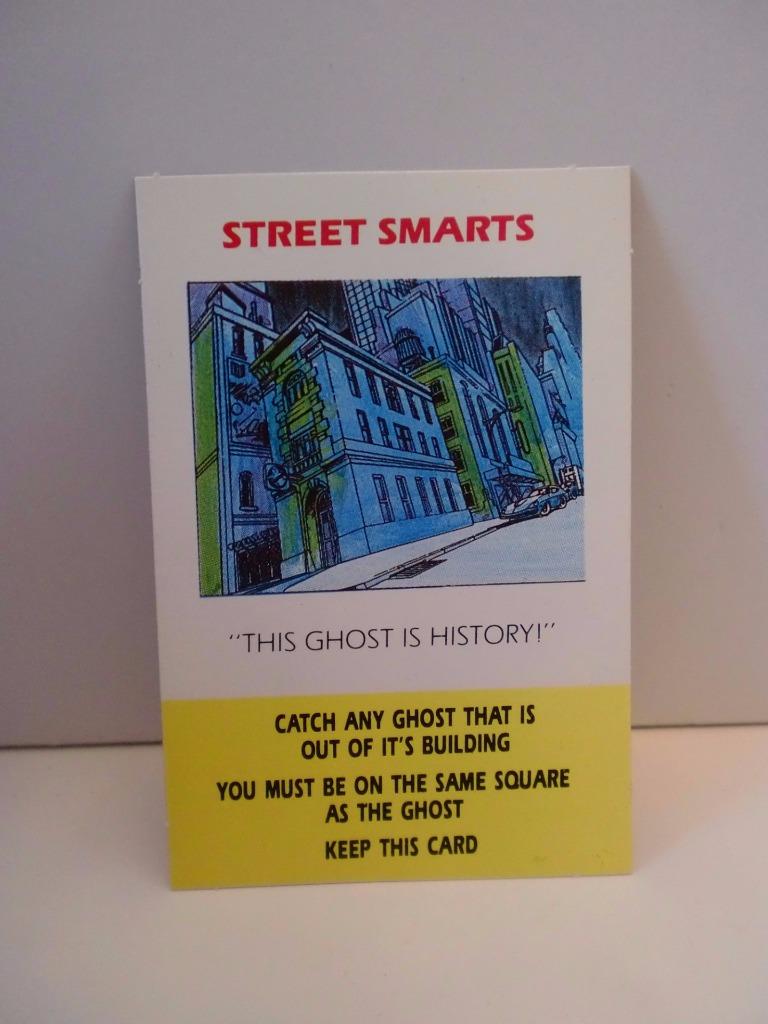 STREET SMARTS
"THIS GHOST IS HISTORY!"
CATCH ANY GHOST THAT IS
OUT OF IT'S BUILDING
YOU MUST BE ON THE SAME SQUARE
AS THE GHOST
KEEP THIS CARD